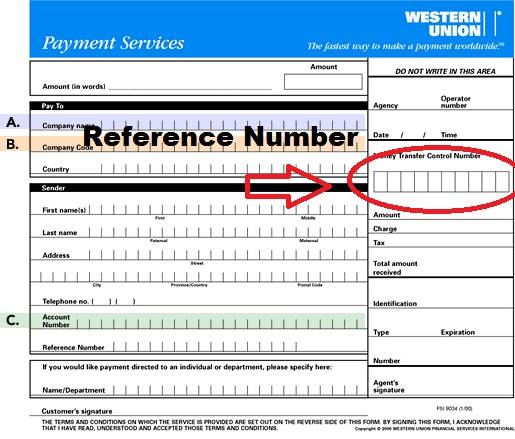 WESTERN
UNION
Payment Services
The fastest way to make a payment worldwide.℠
Amount
Amount (in words)
DO NOT WRITE IN THIS AREA
Agency
Operator
number
Date / / Time
Pay To
A.
Company name
B.
Company Code
Reference Number
Country
Money Transfer Control Number
Sender
First name(s)
First
Middle
Last name
Paternal
Maternal
Address
Street
City
Province/Country
Postal Code
Telephone no. ( ) ( )
C.
Account
Number
Reference Number
Amount
Charge
Tax
Total amount
received
Identification
Type
Expiration
Number
If you would like payment directed to an individual or department, please specify here:
Name/Department
Agent's
signature
FSI 9034 (1/00)
Customer's signature
THE TERMS AND CONDITIONS ON WHICH THE SERVICE IS PROVIDED ARE SET OUT ON THE REVERSE SIDE OF THIS FORM. BY SIGNING THIS FORM, I ACKNOWLEDGE
THAT I HAVE READ, UNDERSTOOD AND ACCEPTED THOSE TERMS AND CONDITIONS.
Copyright © 2000 WESTERN UNION FINANCIAL SERVICES INTERNATIONAL